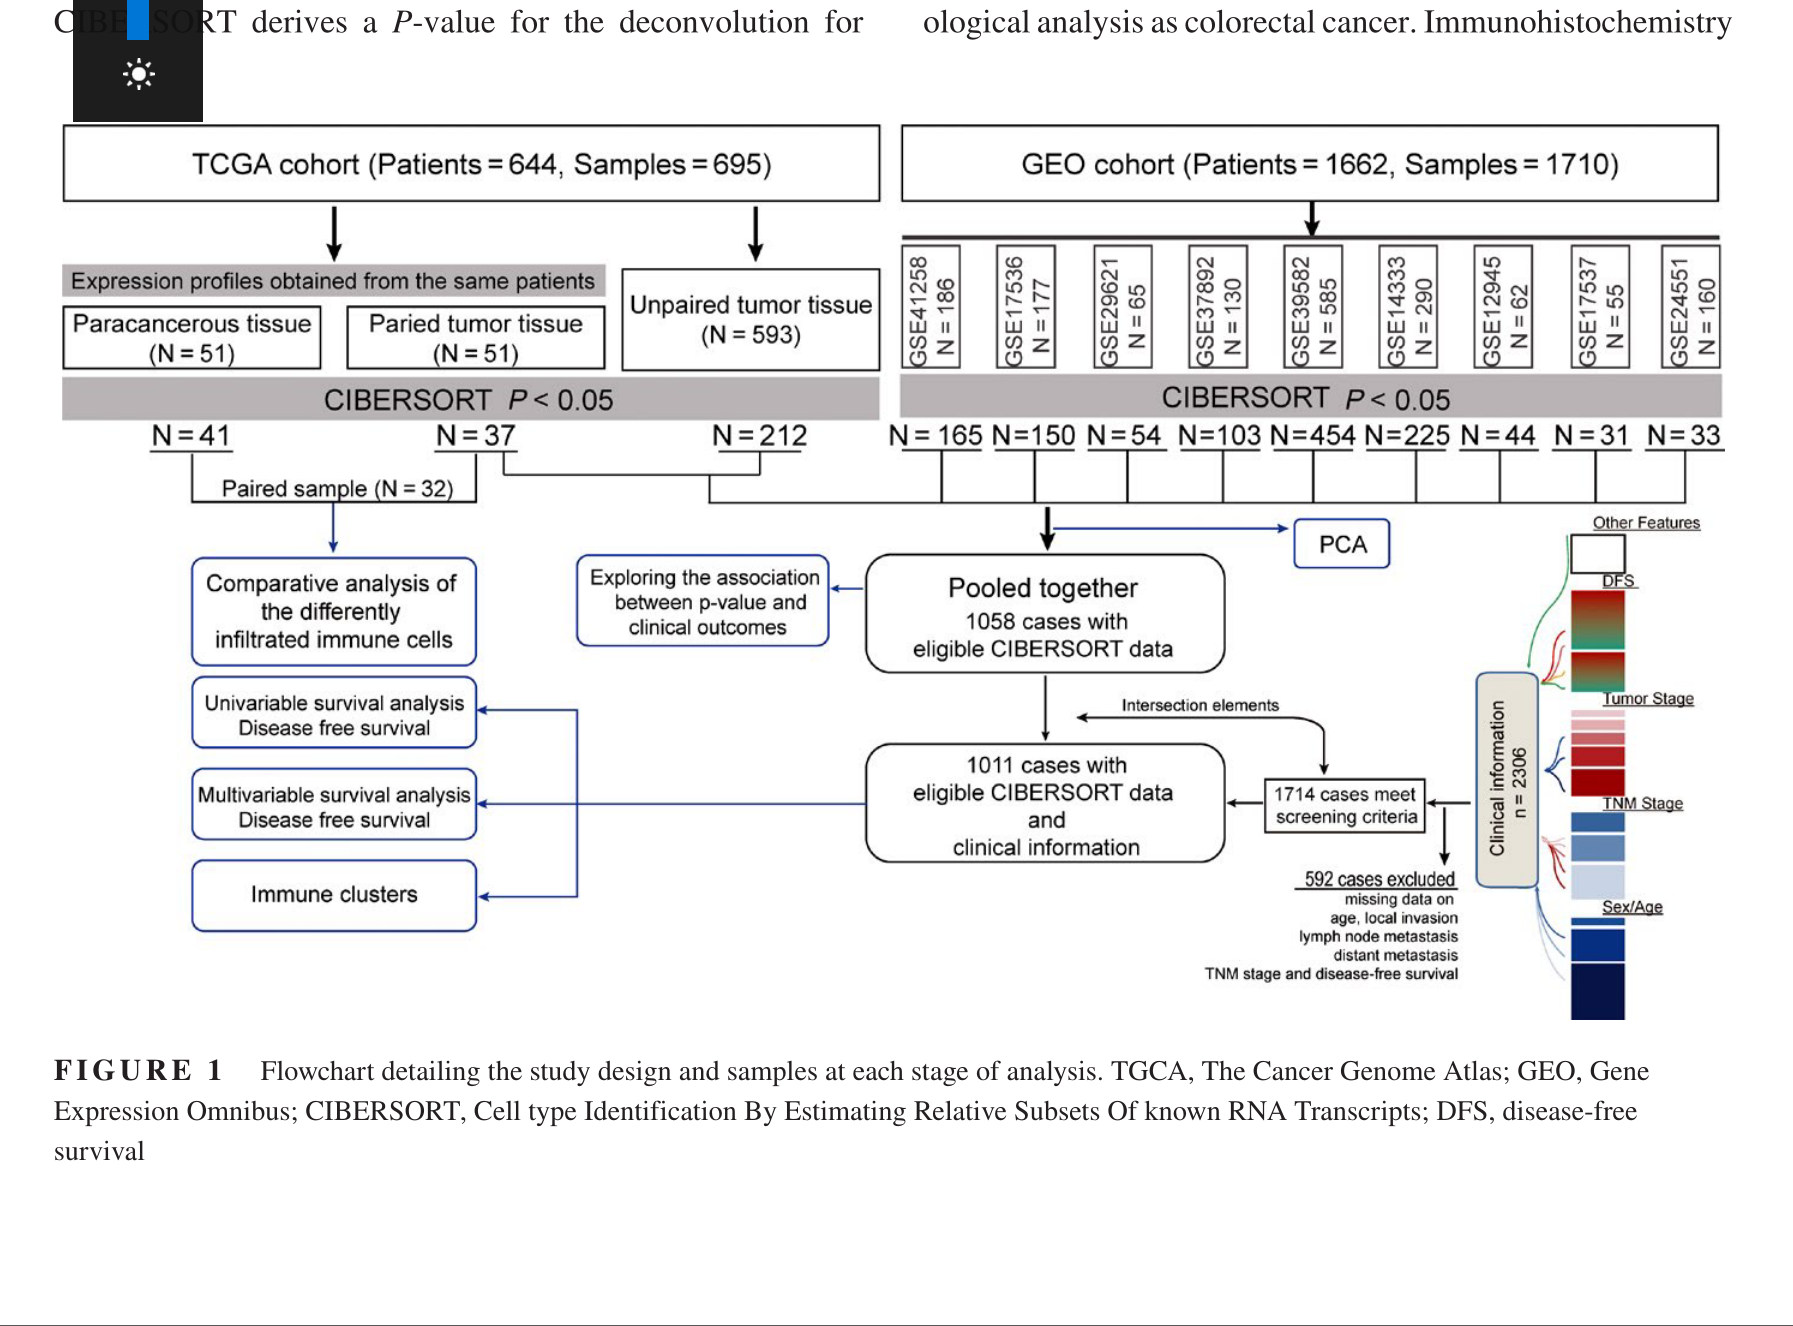 CIBERSORT derives a P-value for the deconvolution for
ological analysis as colorectal cancer. Immunohistochemistry
TCGA cohort (Patients = 644, Samples = 695)
Expression profiles obtained from the same patients
Paracancerous tissue
(N = 51)
Paried tumor tissue
(N = 51)
Unpaired tumor tissue
(N = 593)
CIBERSORT P < 0.05
N = 41
N = 37
N = 212
Paired sample (N = 32)
GEO cohort (Patients = 1662, Samples = 1710)
GSE41258
N = 186
GSE17536
N = 177
GSE29621
N = 65
GSE37892
N = 130
GSE39582
N = 585
GSE14333
N = 290
GSE12945
N = 62
GSE17537
N = 55
GSE24551
N = 160
CIBERSORT P < 0.05
N = 165
N=150
N = 54
N=103
N=454
N=225
N = 44
N = 31
N = 33
Comparative analysis of
the differently
infiltrated immune cells
Exploring the association
between p-value and
clinical outcomes
Pooled together
1058 cases with
eligible CIBERSORT data
PCA
Univariable survival analysis
Disease free survival
Multivariable survival analysis
Disease free survival
Immune clusters
Intersection elements
1011 cases with
eligible CIBERSORT data
and
clinical information
1714 cases meet
screening criteria
592 cases excluded
missing data on
age, local invasion
lymph node metastasis
distant metastasis
TNM stage and disease-free survival
Clinical information
n = 2306
Other Features
DFS
Tumor Stage
TNM Stage
Sex/Age
FIGURE 1 Flowchart detailing the study design and samples at each stage of analysis. TGCA, The Cancer Genome Atlas; GEO, Gene
Expression Omnibus; CIBERSORT, Cell type Identification By Estimating Relative Subsets Of known RNA Transcripts; DFS, disease-free
survival